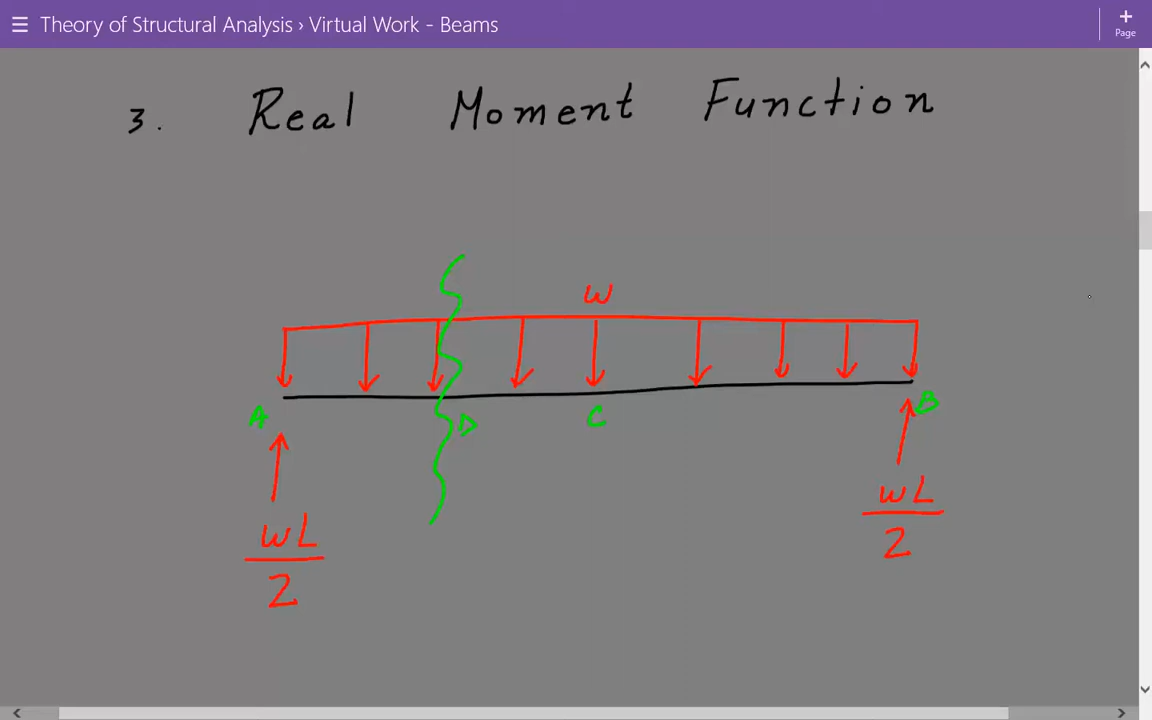 ☰ Theory of Structural Analysis › Virtual Work - Beams
+
Page
3. Real Moment Function
w
A D C B
wL
2
wL
2